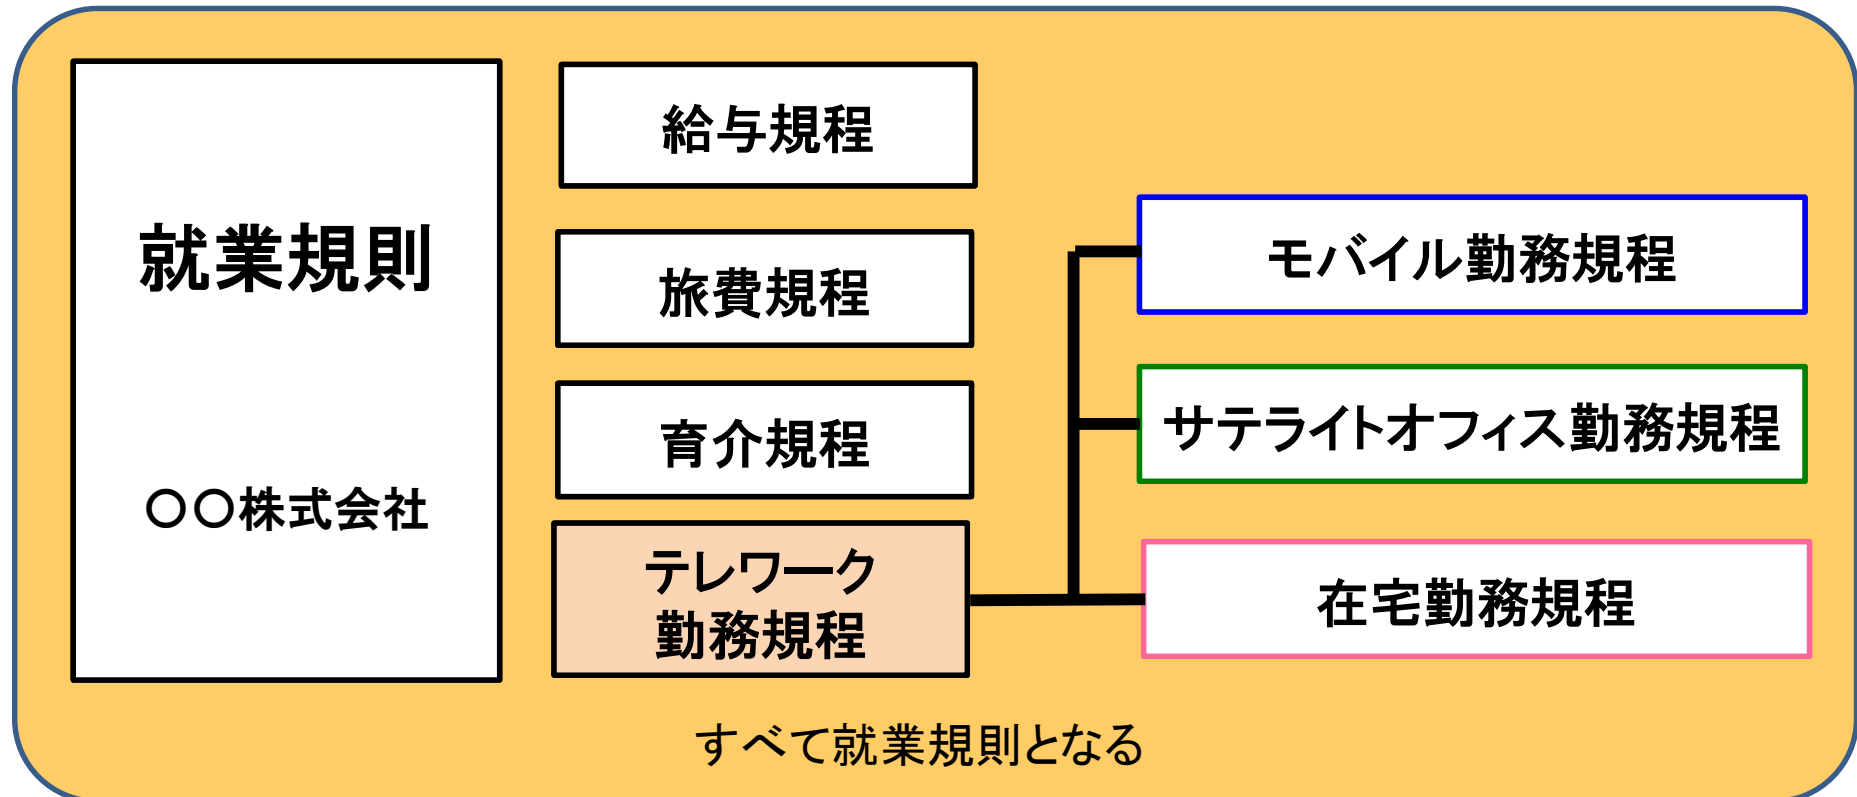 就業規則
〇〇株式会社
給与規程
旅費規程
育介規程
テレワーク
勤務規程
モバイル勤務規程
サテライトオフィス勤務規程
在宅勤務規程
すべて就業規則となる